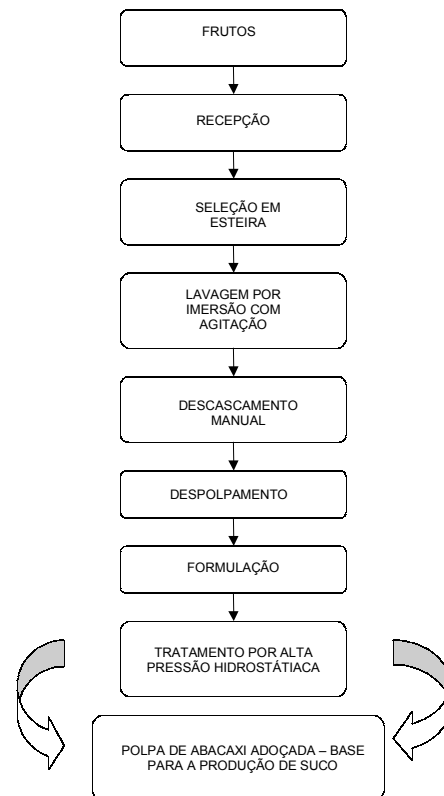 FRUTOS
RECEPÇÃO
SELEÇÃO EM
ESTEIRA
LAVAGEM POR
IMERSÃO COM
AGITAÇÃO
DESCASCAMENTO
MANUAL
DESPOLPAMENTO
FORMULAÇÃO
TRATAMENTO POR ALTA
PRESSÃO HIDROSTÁTIACA
POLPA DE ABACAXI ADOÇADA – BASE
PARA A PRODUÇÃO DE SUCO